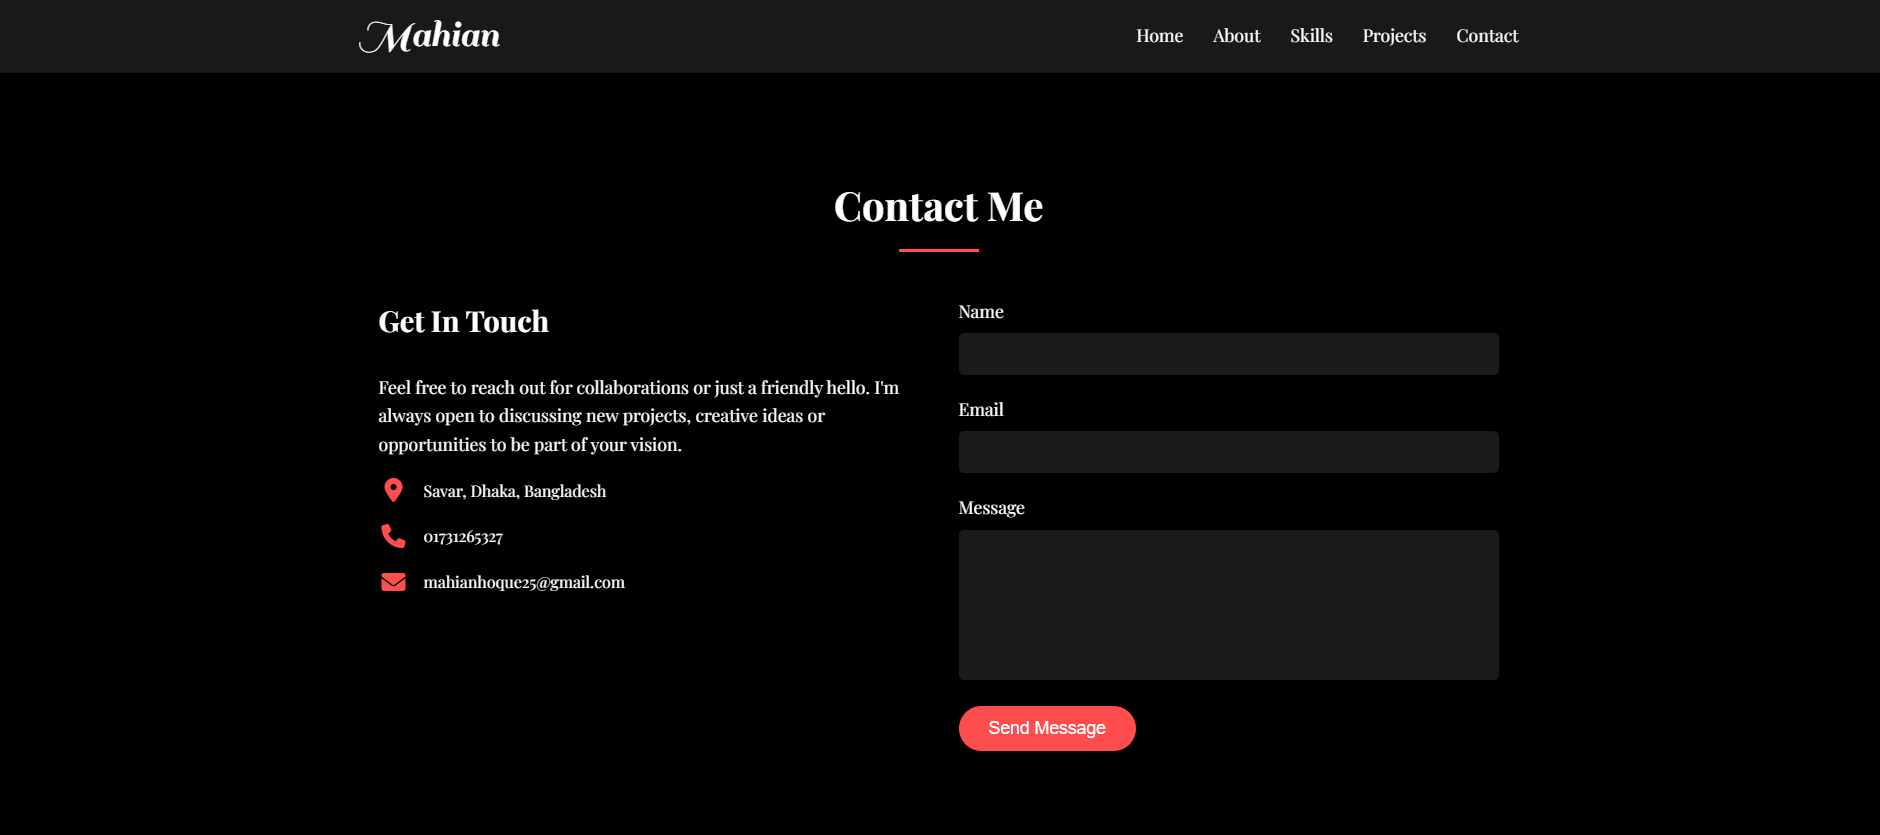 Mahian
Home About Skills Projects Contact
Contact Me
Get In Touch
Feel free to reach out for collaborations or just a friendly hello. I'm
always open to discussing new projects, creative ideas or
opportunities to be part of your vision.
Savar, Dhaka, Bangladesh
01731265327
mahianhoque25@gmail.com
Name
Email
Message
Send Message